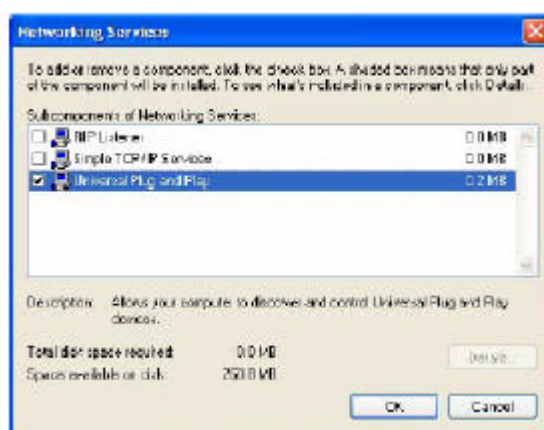 Networking Services
To add or remove a component, click the check box. A shaded box means that only part
of the component will be installed. To see what's included in a component, click Details.
Subcomponents of Networking Services:
RIP Listener 0.0 MB
Simple TCP/IP Services 0.0 MB
Universal Plug and Play 0.2 MB
Description: Allows your computer to discover and control Universal Plug and Play
devices.
Total disk space required: 0.0 MB
Space available on disk: 260.8 MB
Details...
OK Cancel